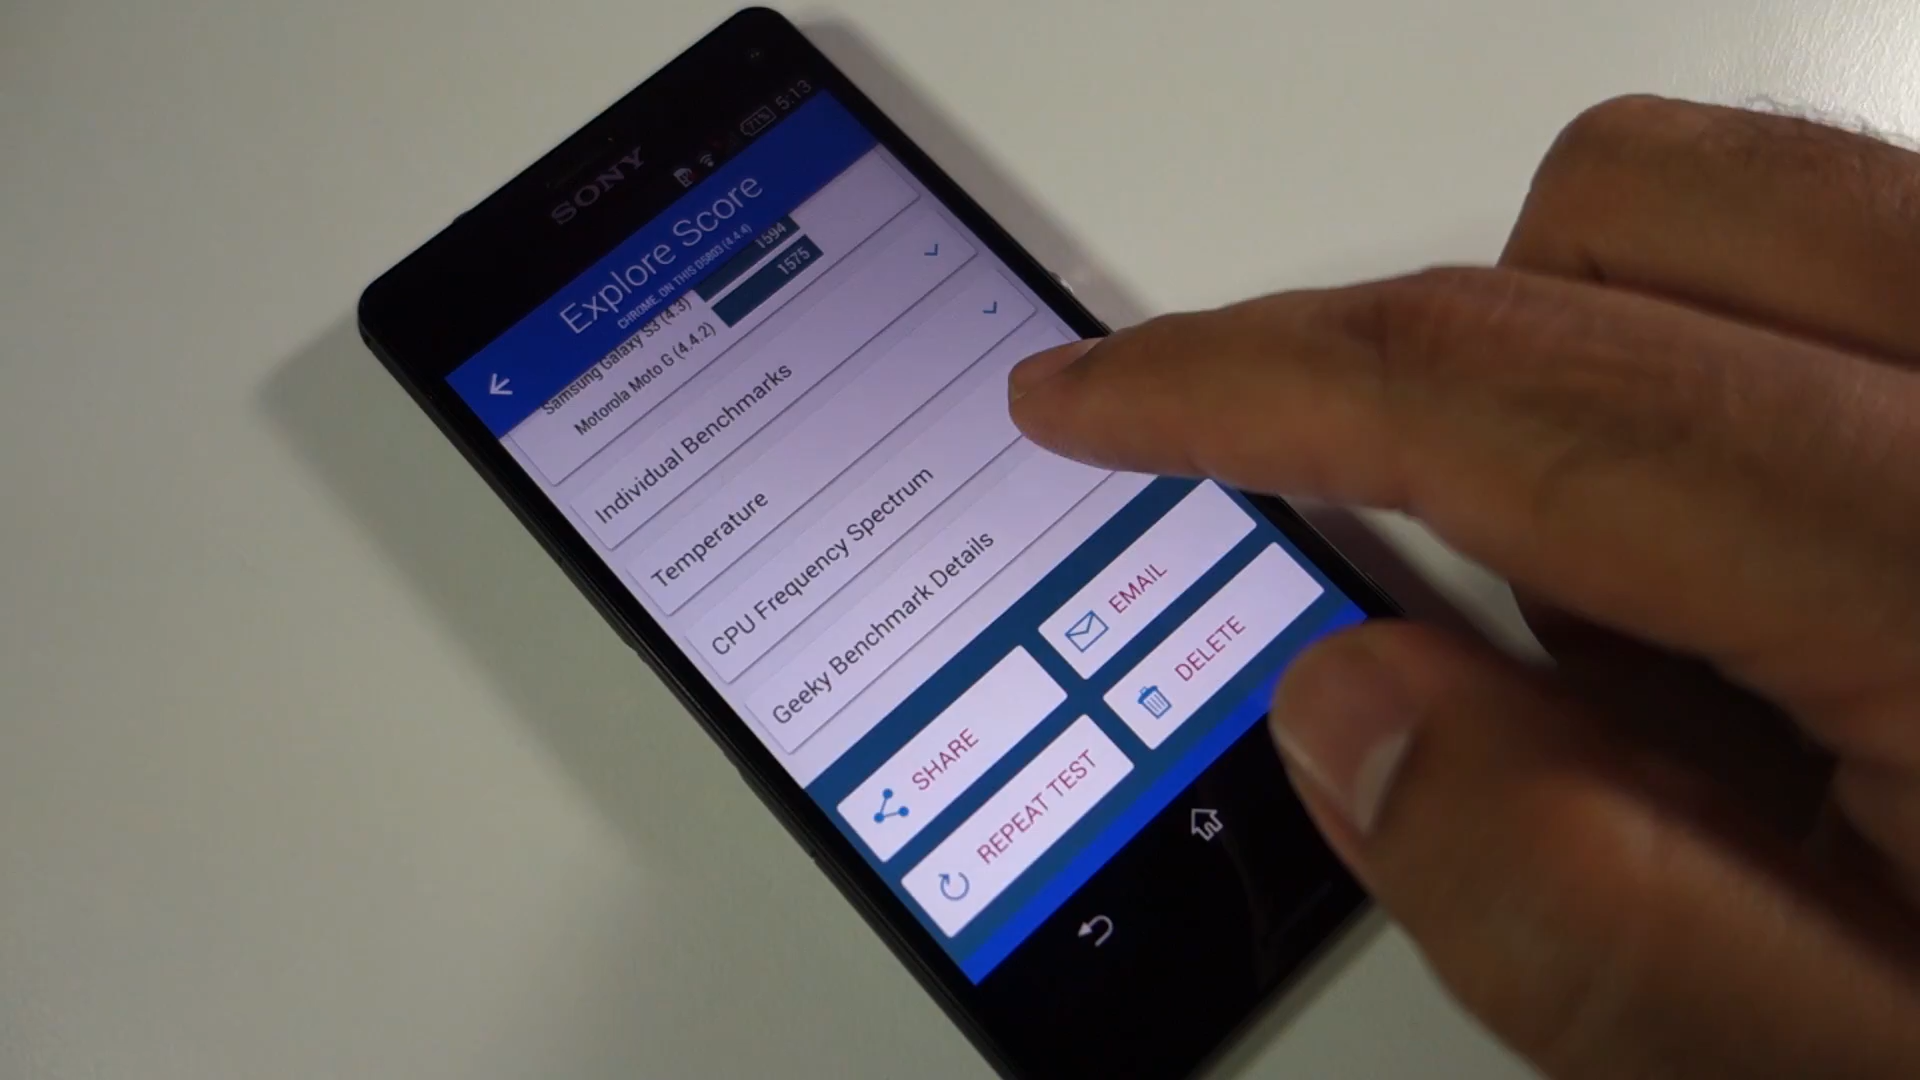 SONY
71% 5:13
Explore Score
CHROME, ON THIS D5803 (4.4.4)
Samsung Galaxy S3 (4.3) 1594
Motorola Moto G (4.4.2) 1575
Individual Benchmarks
Temperature
CPU Frequency Spectrum
Geeky Benchmark Details
SHARE
EMAIL
REPEAT TEST
DELETE